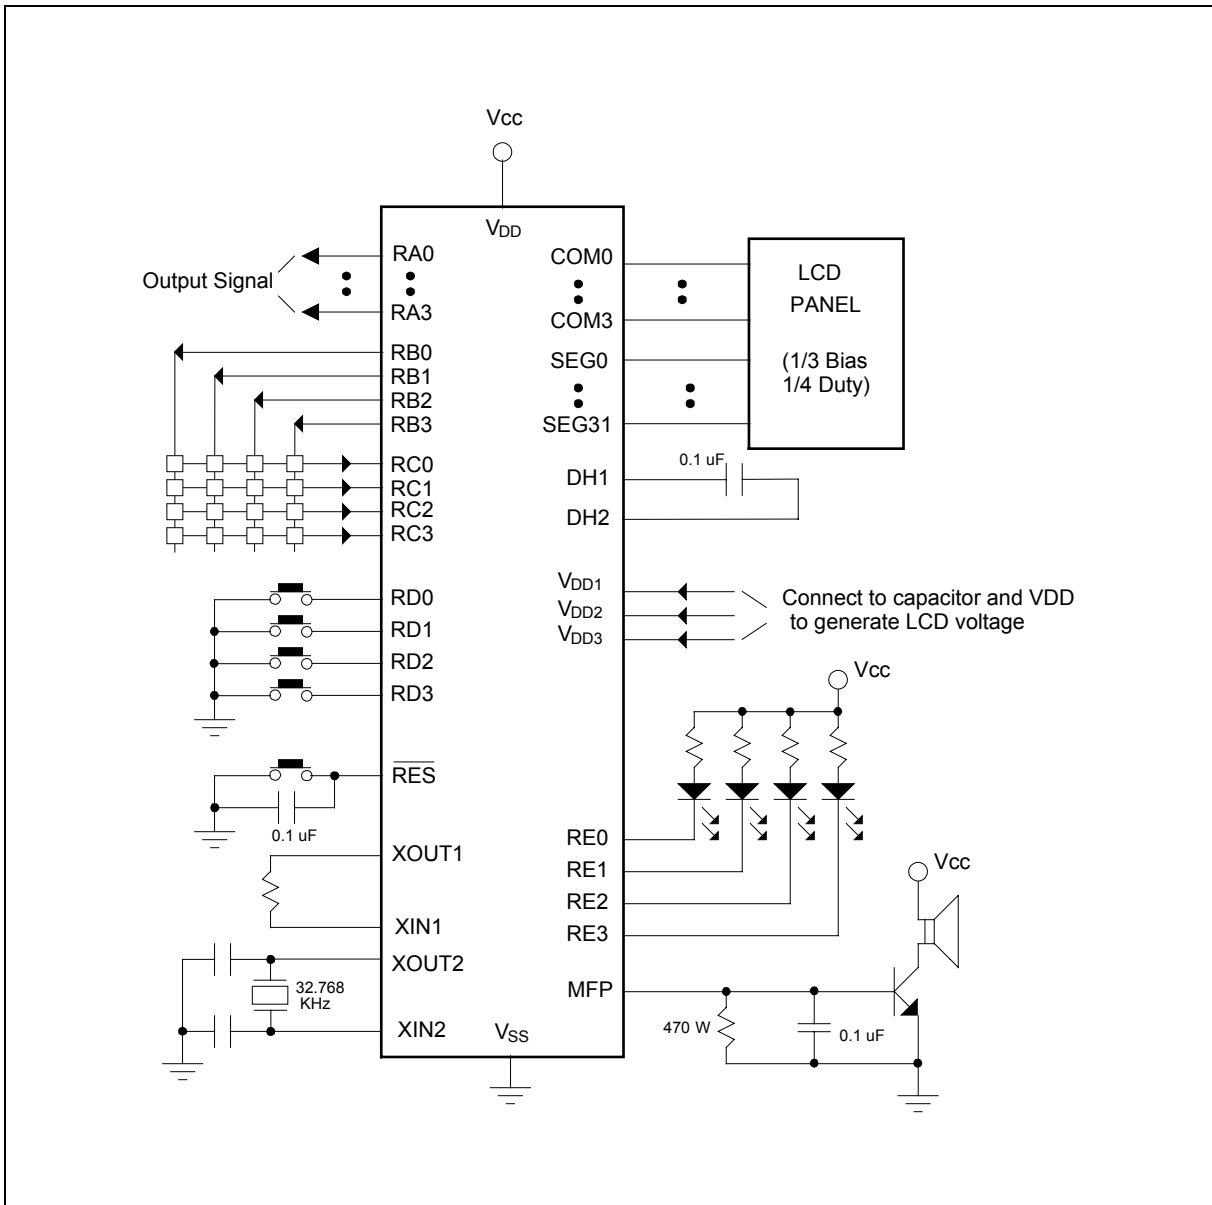 Vcc
VDD
Output Signal
RA0
RA3
RB0
RB1
RB2
RB3
RC0
RC1
RC2
RC3
RD0
RD1
RD2
RD3
RES
0.1 uF
XOUT1
XIN1
XOUT2
32.768
KHz
XIN2
VSS
COM0
COM3
SEG0
SEG31
LCD
PANEL
(1/3 Bias
1/4 Duty)
0.1 uF
DH1
DH2
VDD1
VDD2
VDD3
Connect to capacitor and VDD
to generate LCD voltage
Vcc
RE0
RE1
RE2
RE3
Vcc
MFP
470 W
0.1 uF